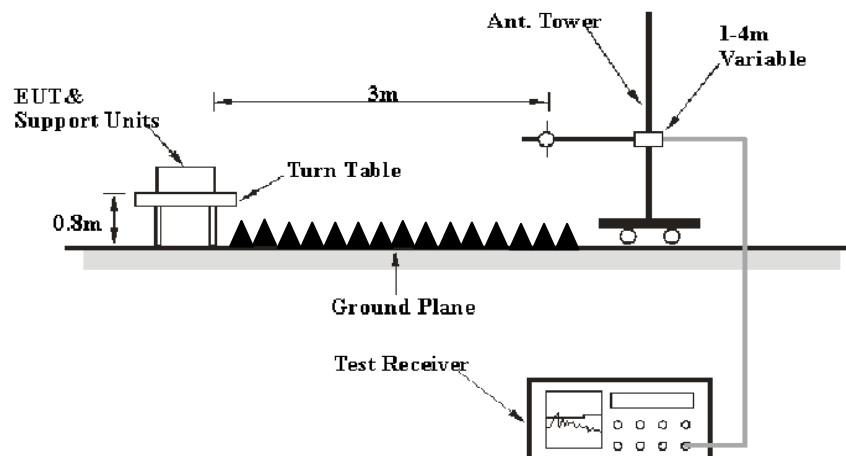 Ant. Tower
1-4m
Variable
3m
EUT&
Support Units
Turn Table
0.8m
Ground Plane
Test Receiver